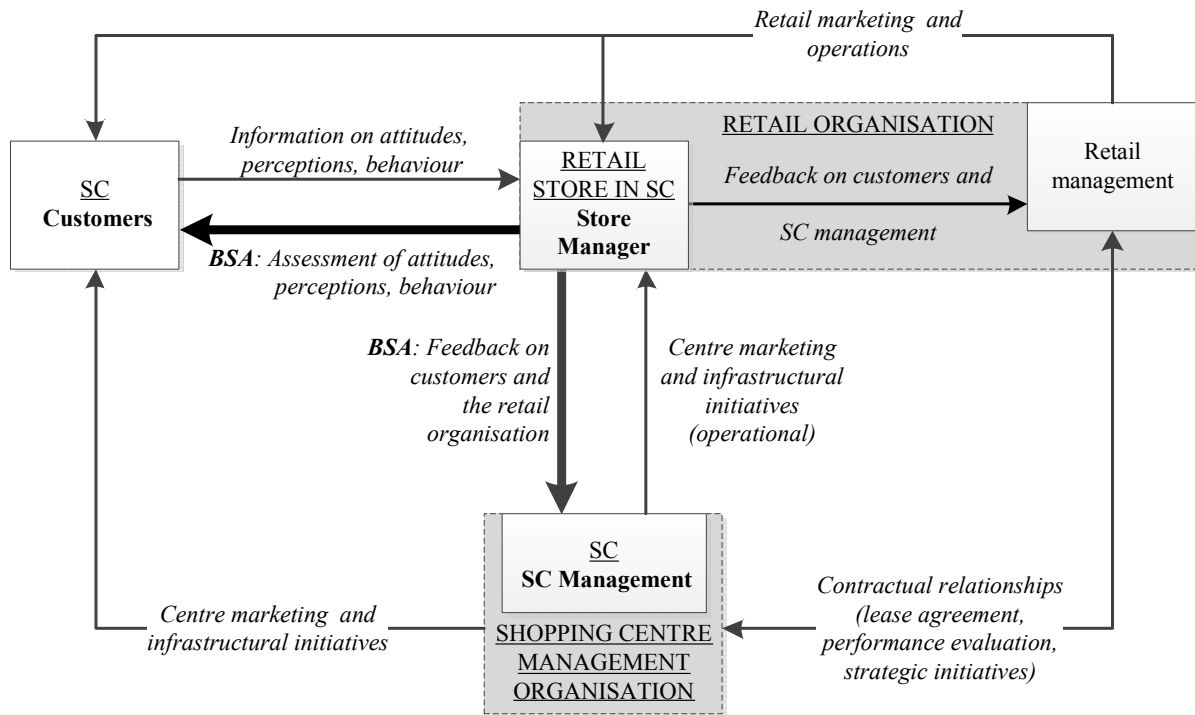 Retail marketing and
operations
RETAIL ORGANISATION
Information on attitudes,
perceptions, behaviour
SC
Customers
RETAIL
STORE IN SC
Store
Manager
Feedback on customers and
SC management
Retail
management
BSA: Assessment of attitudes,
perceptions, behaviour
BSA: Feedback on
customers and
the retail
organisation
Centre marketing
and infrastructural
initiatives
(operational)
SC
SC Management
SHOPPING CENTRE
MANAGEMENT
ORGANISATION
Centre marketing and
infrastructural initiatives
Contractual relationships
(lease agreement,
performance evaluation,
strategic initiatives)